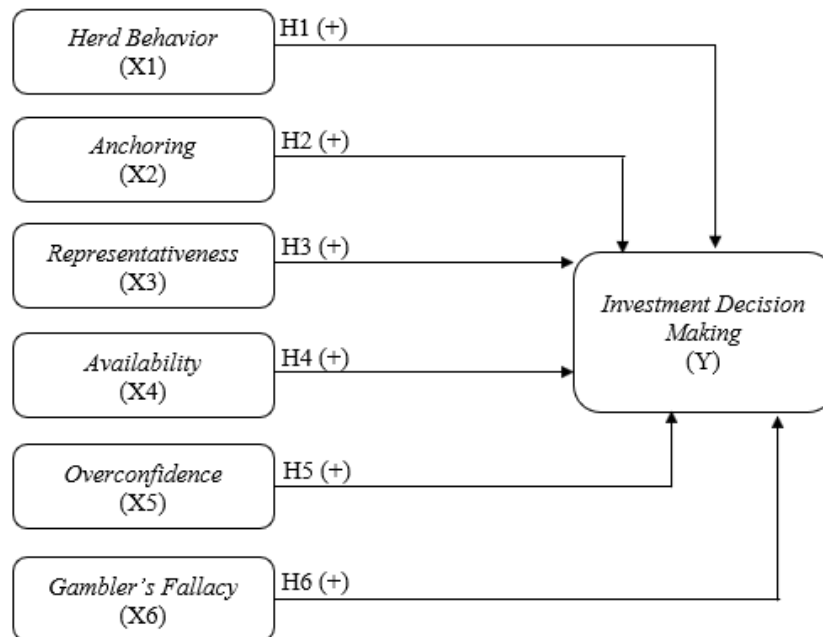 Herd Behavior
(X1)
H1 (+)
Anchoring
(X2)
H2 (+)
Representativeness
(X3)
H3 (+)
Availability
(X4)
H4 (+)
Overconfidence
(X5)
H5 (+)
Gambler's Fallacy
(X6)
H6 (+)
Investment Decision
Making
(Y)